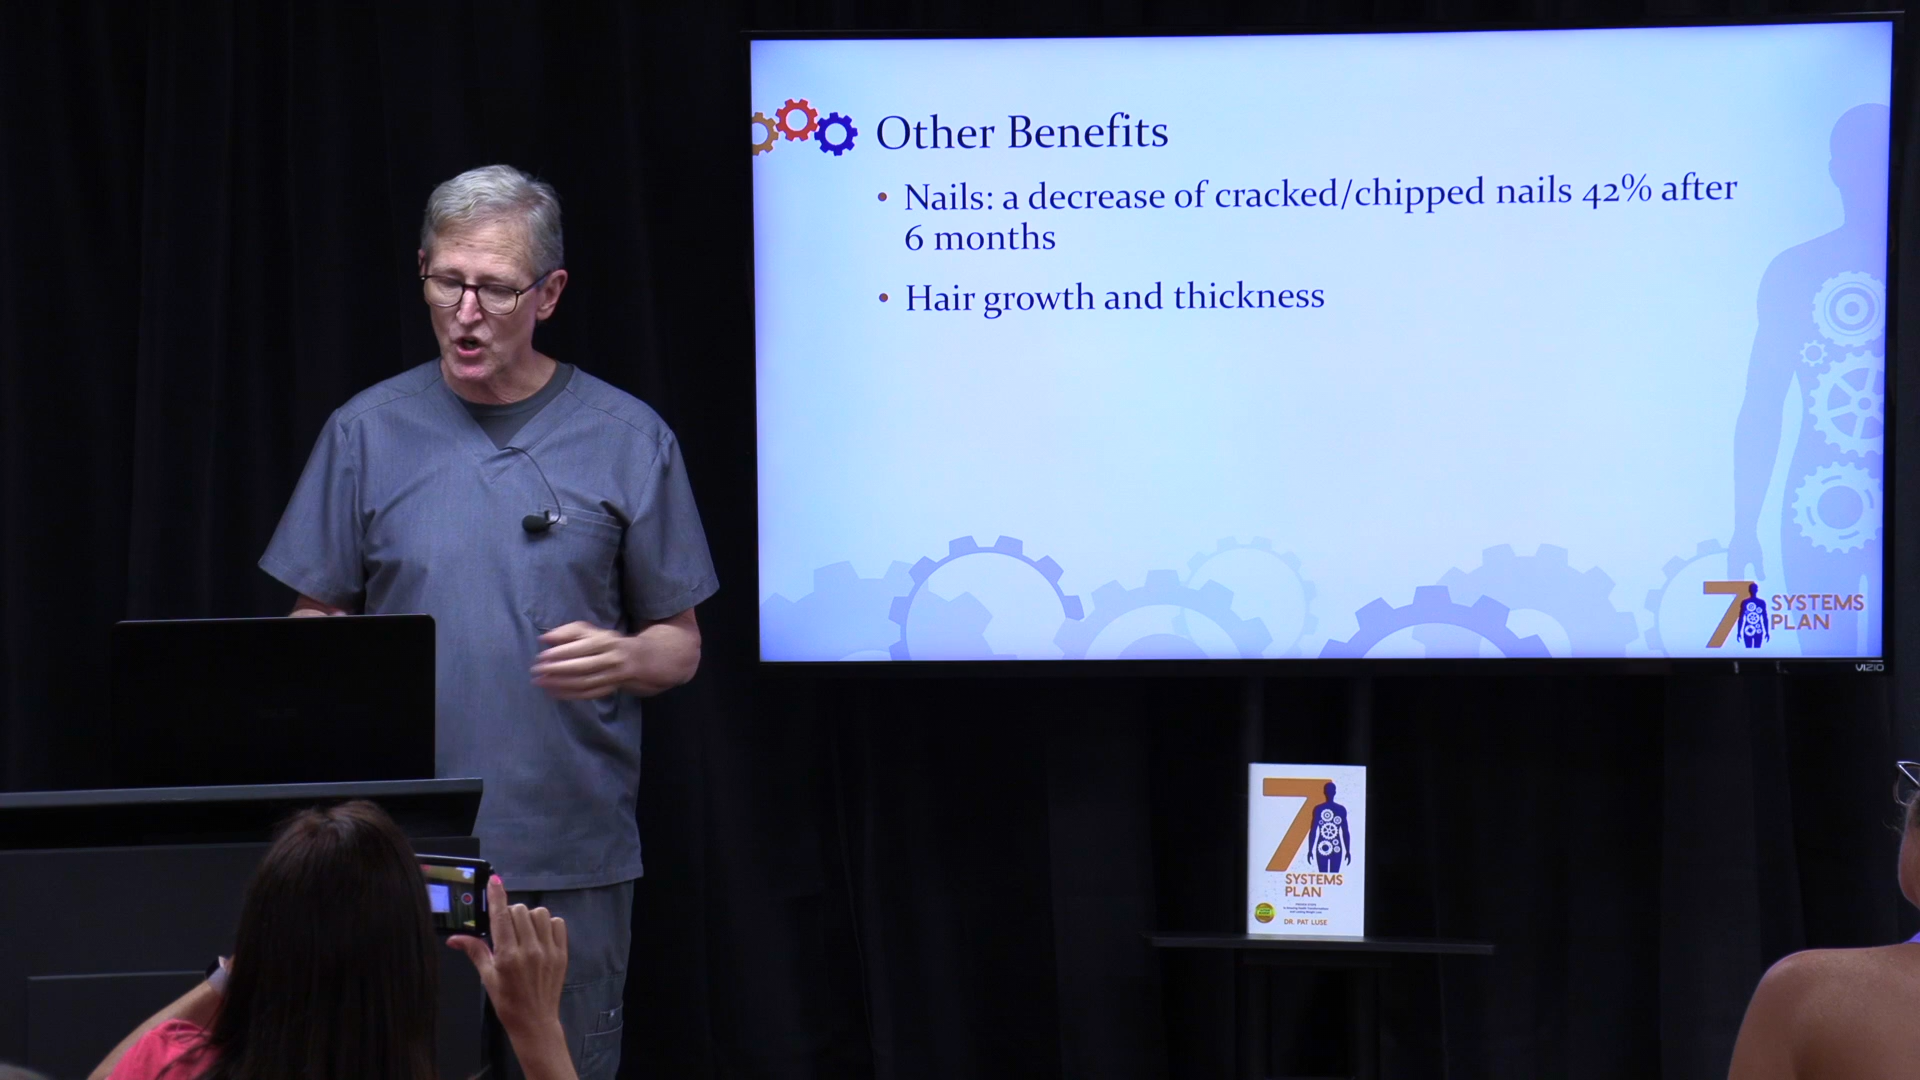 Other Benefits
• Nails: a decrease of cracked/chipped nails 42% after
6 months
• Hair growth and thickness
7 SYSTEMS
PLAN
VIZIO
7
SYSTEMS
PLAN
DR. PAT LUSE